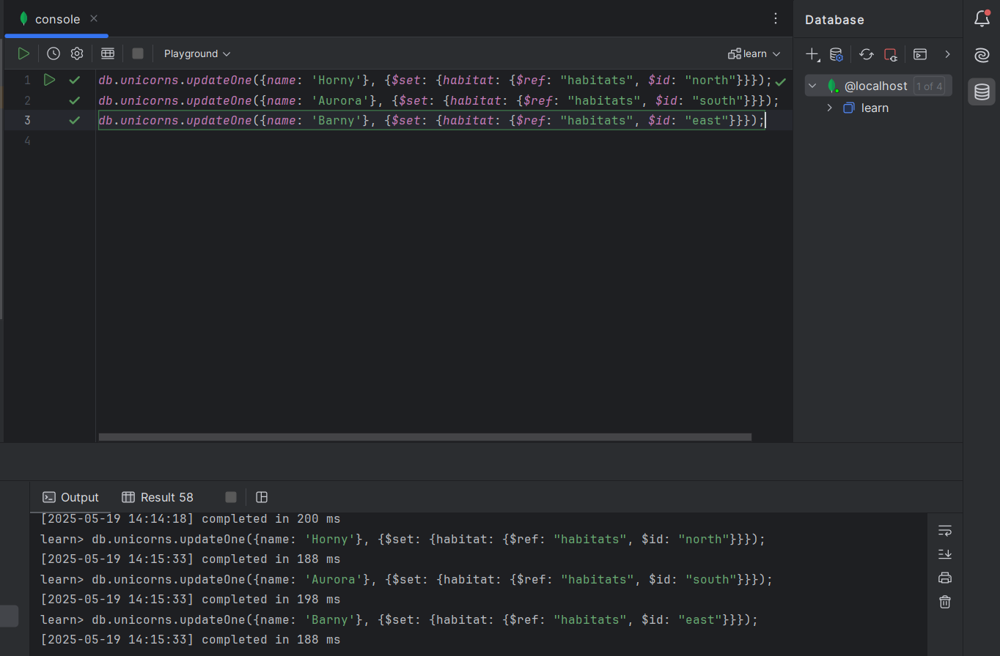 console
Database
Playground
learn
@localhost 1 of 4
learn
1 db.unicorns.updateOne({name: 'Horny'}, {$set: {habitat: {$ref: "habitats", $id: "north"}}});
2 db.unicorns.updateOne({name: 'Aurora'}, {$set: {habitat: {$ref: "habitats", $id: "south"}}});
3 db.unicorns.updateOne({name: 'Barny'}, {$set: {habitat: {$ref: "habitats", $id: "east"}}});
4
Output Result 58
[2025-05-19 14:14:18] completed in 200 ms
learn> db.unicorns.updateOne({name: 'Horny'}, {$set: {habitat: {$ref: "habitats", $id: "north"}}});
[2025-05-19 14:15:33] completed in 188 ms
learn> db.unicorns.updateOne({name: 'Aurora'}, {$set: {habitat: {$ref: "habitats", $id: "south"}}});
[2025-05-19 14:15:33] completed in 198 ms
learn> db.unicorns.updateOne({name: 'Barny'}, {$set: {habitat: {$ref: "habitats", $id: "east"}}});
[2025-05-19 14:15:33] completed in 188 ms